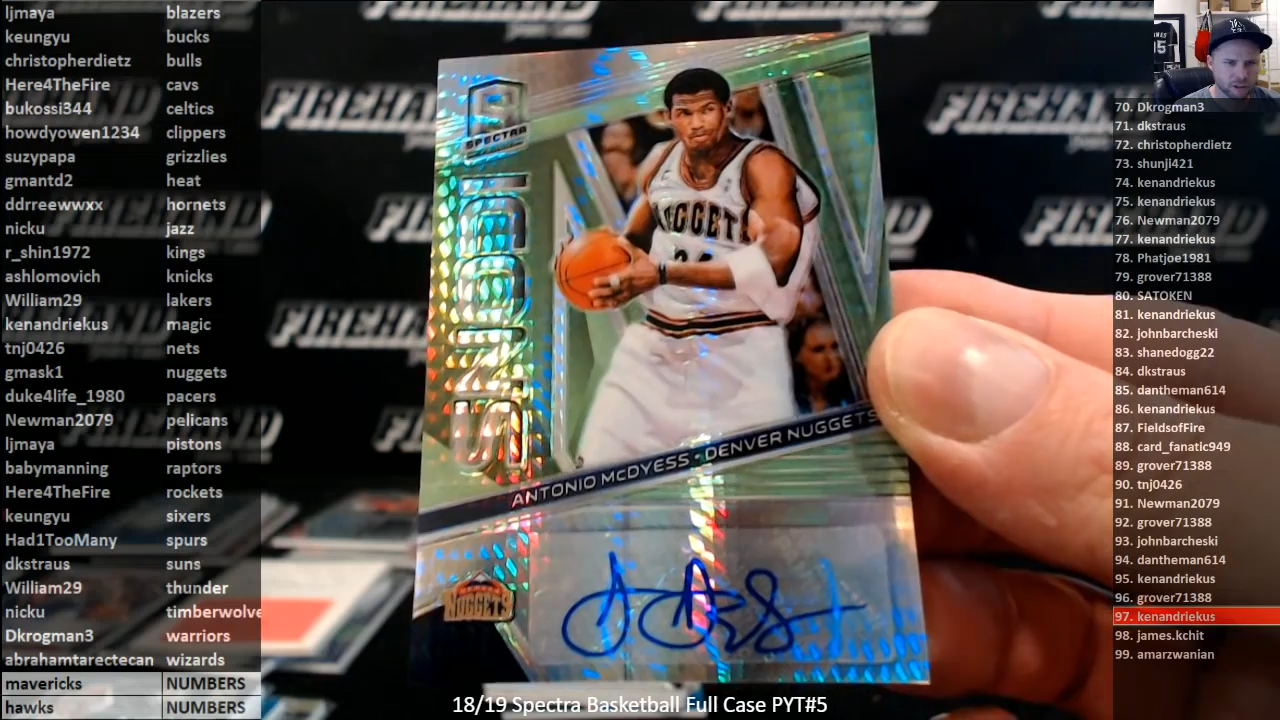 ljmaya blazers
keungyu bucks
christopherdietz bulls
Here4TheFire cavs
bukossi344 celtics
howdyowen1234 clippers
suzypapa grizzlies
gmantd2 heat
ddrreewwxx hornets
nicku jazz
r_shin1972 kings
ashlomovich knicks
William29 lakers
kenandriekus magic
tnj0426 nets
gmask1 nuggets
duke4life_1980 pacers
Newman2079 pelicans
ljmaya pistons
babymanning raptors
Here4TheFire rockets
keungyu sixers
Had1TooMany spurs
dkstraus suns
William29 thunder
nicku timberwolve
Dkrogman3 warriors
abrahamtarectecan wizards
mavericks NUMBERS
hawks NUMBERS
FIREHAND
SPECTRA
SIGNS
NUGGETS
ANTONIO McDYESS • DENVER NUGGETS
NUGGETS
18/19 Spectra Basketball Full Case PYT#5
70. Dkrogman3
71. dkstraus
72. christopherdietz
73. shunji421
74. kenandriekus
75. kenandriekus
76. Newman2079
77. kenandriekus
78. Phatjoe1981
79. grover71388
80. SATOKEN
81. kenandriekus
82. johnbarcheski
83. shanedogg22
84. dkstraus
85. dantheman614
86. kenandriekus
87. FieldsofFire
88. card_fanatic949
89. grover71388
90. tnj0426
91. Newman2079
92. grover71388
93. johnbarcheski
94. dantheman614
95. kenandriekus
96. grover71388
97. kenandriekus
98. james.kchit
99. amarzwanian